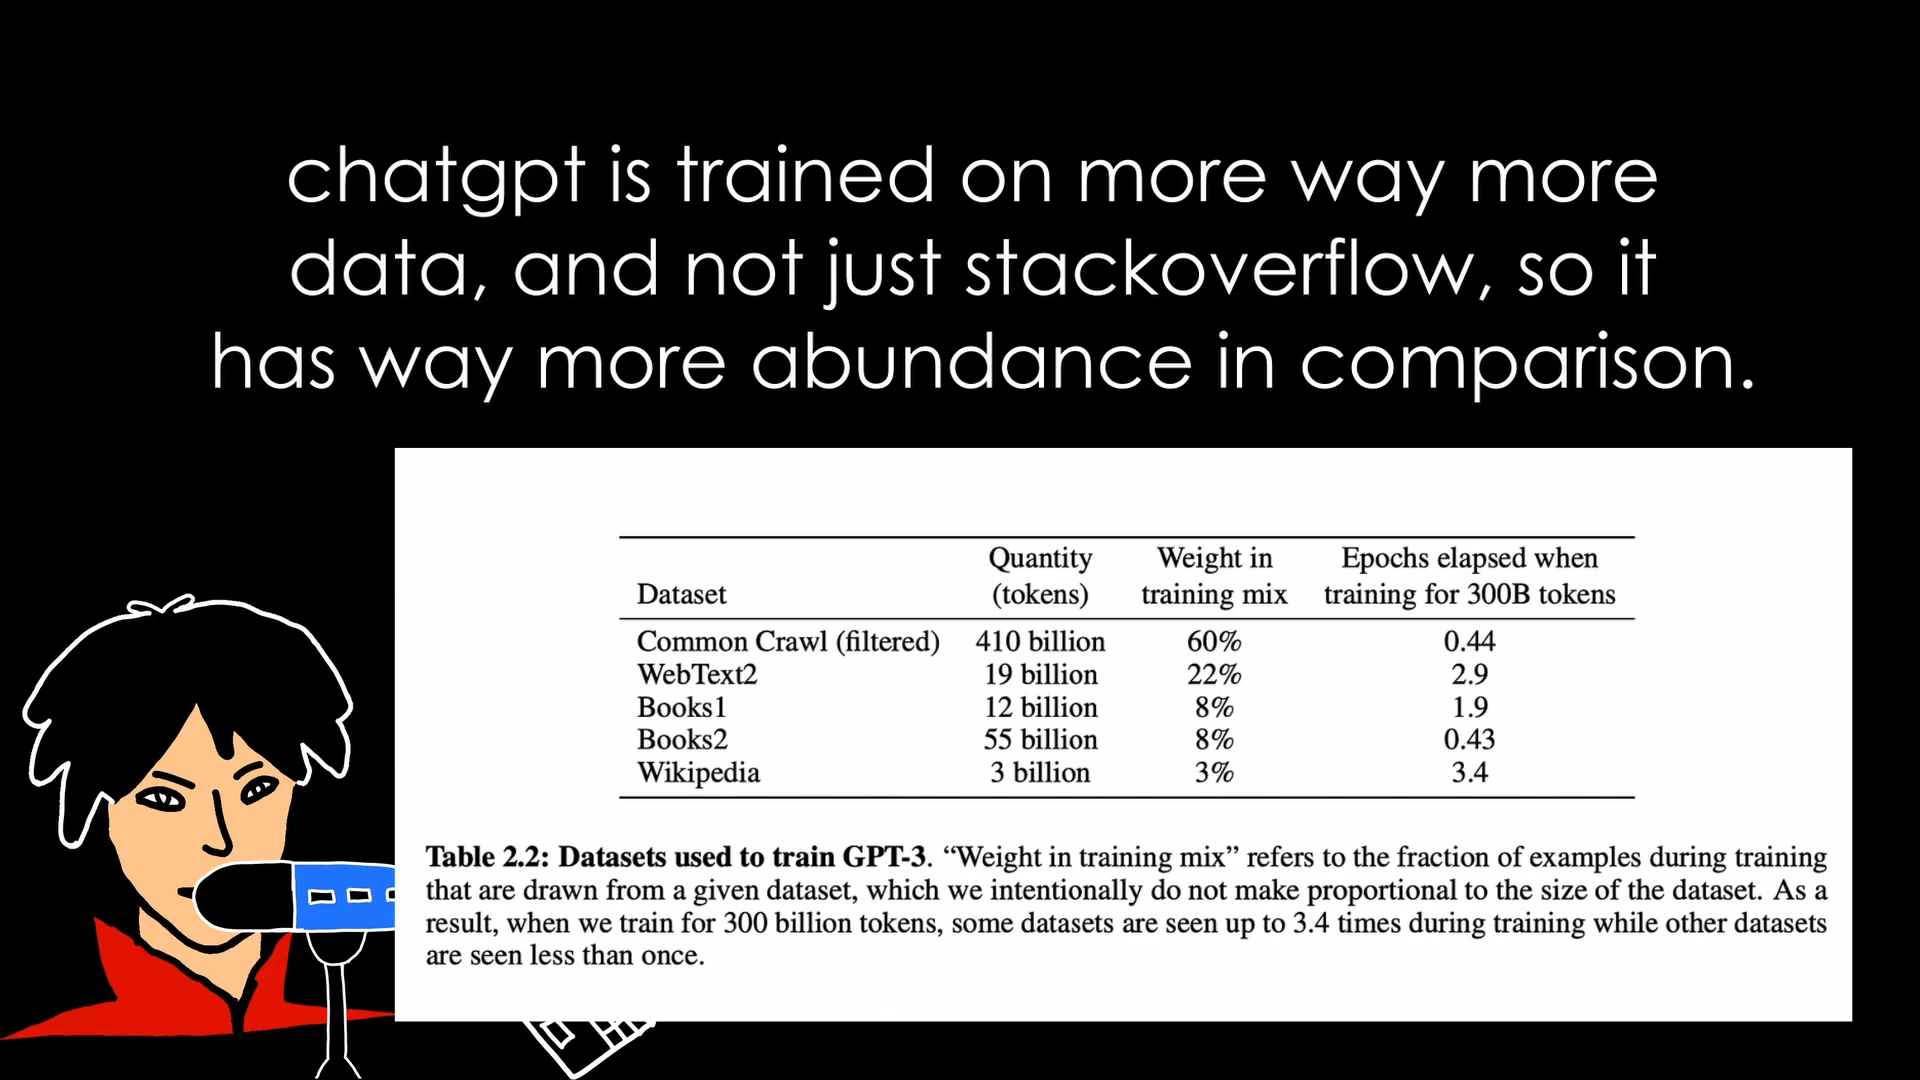 chatgpt is trained on more way more
data, and not just stackoverflow, so it
has way more abundance in comparison.
Dataset Quantity (tokens) Weight in training mix Epochs elapsed when training for 300B tokens
Common Crawl (filtered) 410 billion 60% 0.44
WebText2 19 billion 22% 2.9
Books1 12 billion 8% 1.9
Books2 55 billion 8% 0.43
Wikipedia 3 billion 3% 3.4
Table 2.2: Datasets used to train GPT-3. “Weight in training mix” refers to the fraction of examples during training
that are drawn from a given dataset, which we intentionally do not make proportional to the size of the dataset. As a
result, when we train for 300 billion tokens, some datasets are seen up to 3.4 times during training while other datasets
are seen less than once.